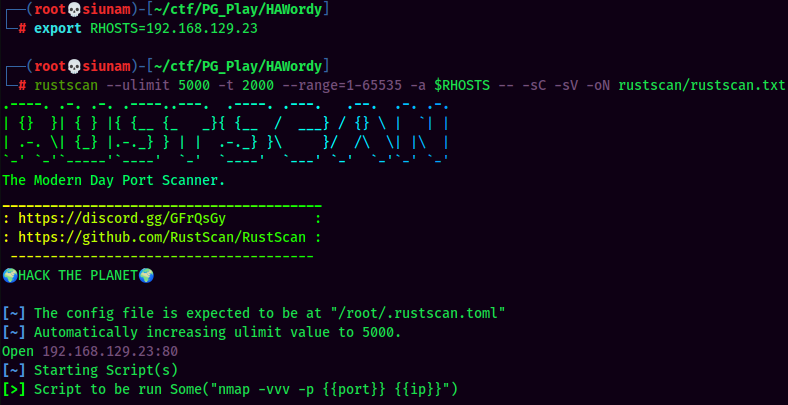 ┌──(root💀siunam)-[~/ctf/PG_Play/HAWordy]
└─# export RHOSTS=192.168.129.23
┌──(root💀siunam)-[~/ctf/PG_Play/HAWordy]
└─# rustscan --ulimit 5000 -t 2000 --range=1-65535 -a $RHOSTS -- -sC -sV -oN rustscan/rustscan.txt
.----. .-. .-. .----..---.  .----. .---.   .--.  .-. .-.
| {}  }| { } |{ {__ {_   _}{ {__  /  ___} / {} \ |  `| |
| .-. \| {_} |.-._} } | |  .-._} }\     }/  /\  \| |\  |
`-' `-'`-----'`----'  `-'  `----'  `---' `-'  `-'`-' `-'
The Modern Day Port Scanner.
________________________________________
: https://discord.gg/GFrQsGy           :
: https://github.com/RustScan/RustScan :
 --------------------------------------
🌍HACK THE PLANET🌍
[~] The config file is expected to be at "/root/.rustscan.toml"
[~] Automatically increasing ulimit value to 5000.
Open 192.168.129.23:80
[~] Starting Script(s)
[>] Script to be run Some("nmap -vvv -p {{port}} {{ip}}")